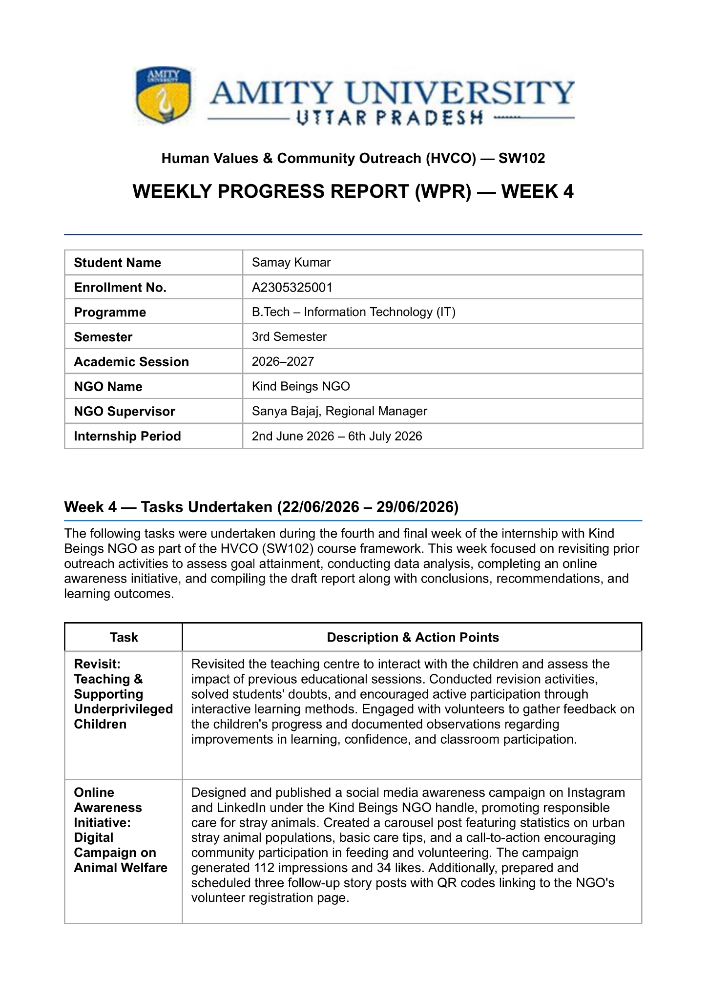 AMITY
UNIVERSITY
AMITY UNIVERSITY
UTTAR PRADESH
Human Values & Community Outreach (HVCO) — SW102
WEEKLY PROGRESS REPORT (WPR) — WEEK 4
Student Name Samay Kumar
Enrollment No. A2305325001
Programme B.Tech – Information Technology (IT)
Semester 3rd Semester
Academic Session 2026–2027
NGO Name Kind Beings NGO
NGO Supervisor Sanya Bajaj, Regional Manager
Internship Period 2nd June 2026 – 6th July 2026
Week 4 — Tasks Undertaken (22/06/2026 – 29/06/2026)
The following tasks were undertaken during the fourth and final week of the internship with Kind
Beings NGO as part of the HVCO (SW102) course framework. This week focused on revisiting prior
outreach activities to assess goal attainment, conducting data analysis, completing an online
awareness initiative, and compiling the draft report along with conclusions, recommendations, and
learning outcomes.
Task Description & Action Points
Revisit:
Teaching &
Supporting
Underprivileged
Children
Revisited the teaching centre to interact with the children and assess the
impact of previous educational sessions. Conducted revision activities,
solved students' doubts, and encouraged active participation through
interactive learning methods. Engaged with volunteers to gather feedback on
the children's progress and documented observations regarding
improvements in learning, confidence, and classroom participation.
Online
Awareness
Initiative:
Digital
Campaign on
Animal Welfare
Designed and published a social media awareness campaign on Instagram
and LinkedIn under the Kind Beings NGO handle, promoting responsible
care for stray animals. Created a carousel post featuring statistics on urban
stray animal populations, basic care tips, and a call-to-action encouraging
community participation in feeding and volunteering. The campaign
generated 112 impressions and 34 likes. Additionally, prepared and
scheduled three follow-up story posts with QR codes linking to the NGO's
volunteer registration page.